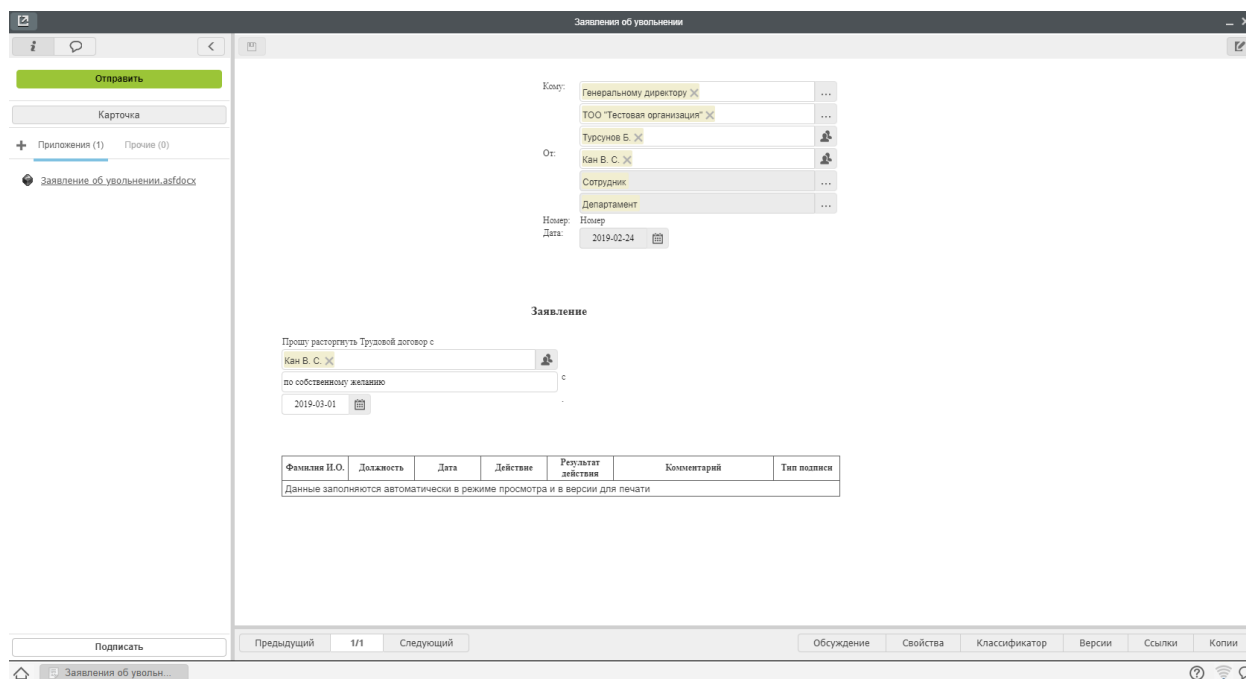 Заявления об увольнении
Отправить
Карточка
Приложения (1) Прочие (0)
Заявление об увольнении.asfdocx
Кому: Генеральному директору
ТОО "Тестовая организация"
Турсунов Б.
От: Кан В. С.
Сотрудник
Департамент
Номер: Номер
Дата: 2019-02-24
Заявление
Прошу расторгнуть Трудовой договор с
Кан В. С.
по собственному желанию с
2019-03-01 .
Фамилия И.О. Должность Дата Действие Результат действия Комментарий Тип подписи
Данные заполняются автоматически в режиме просмотра и в версии для печати
Подписать
Предыдущий 1/1 Следующий Обсуждение Свойства Классификатор Версии Ссылки Копии
Заявления об увольн...